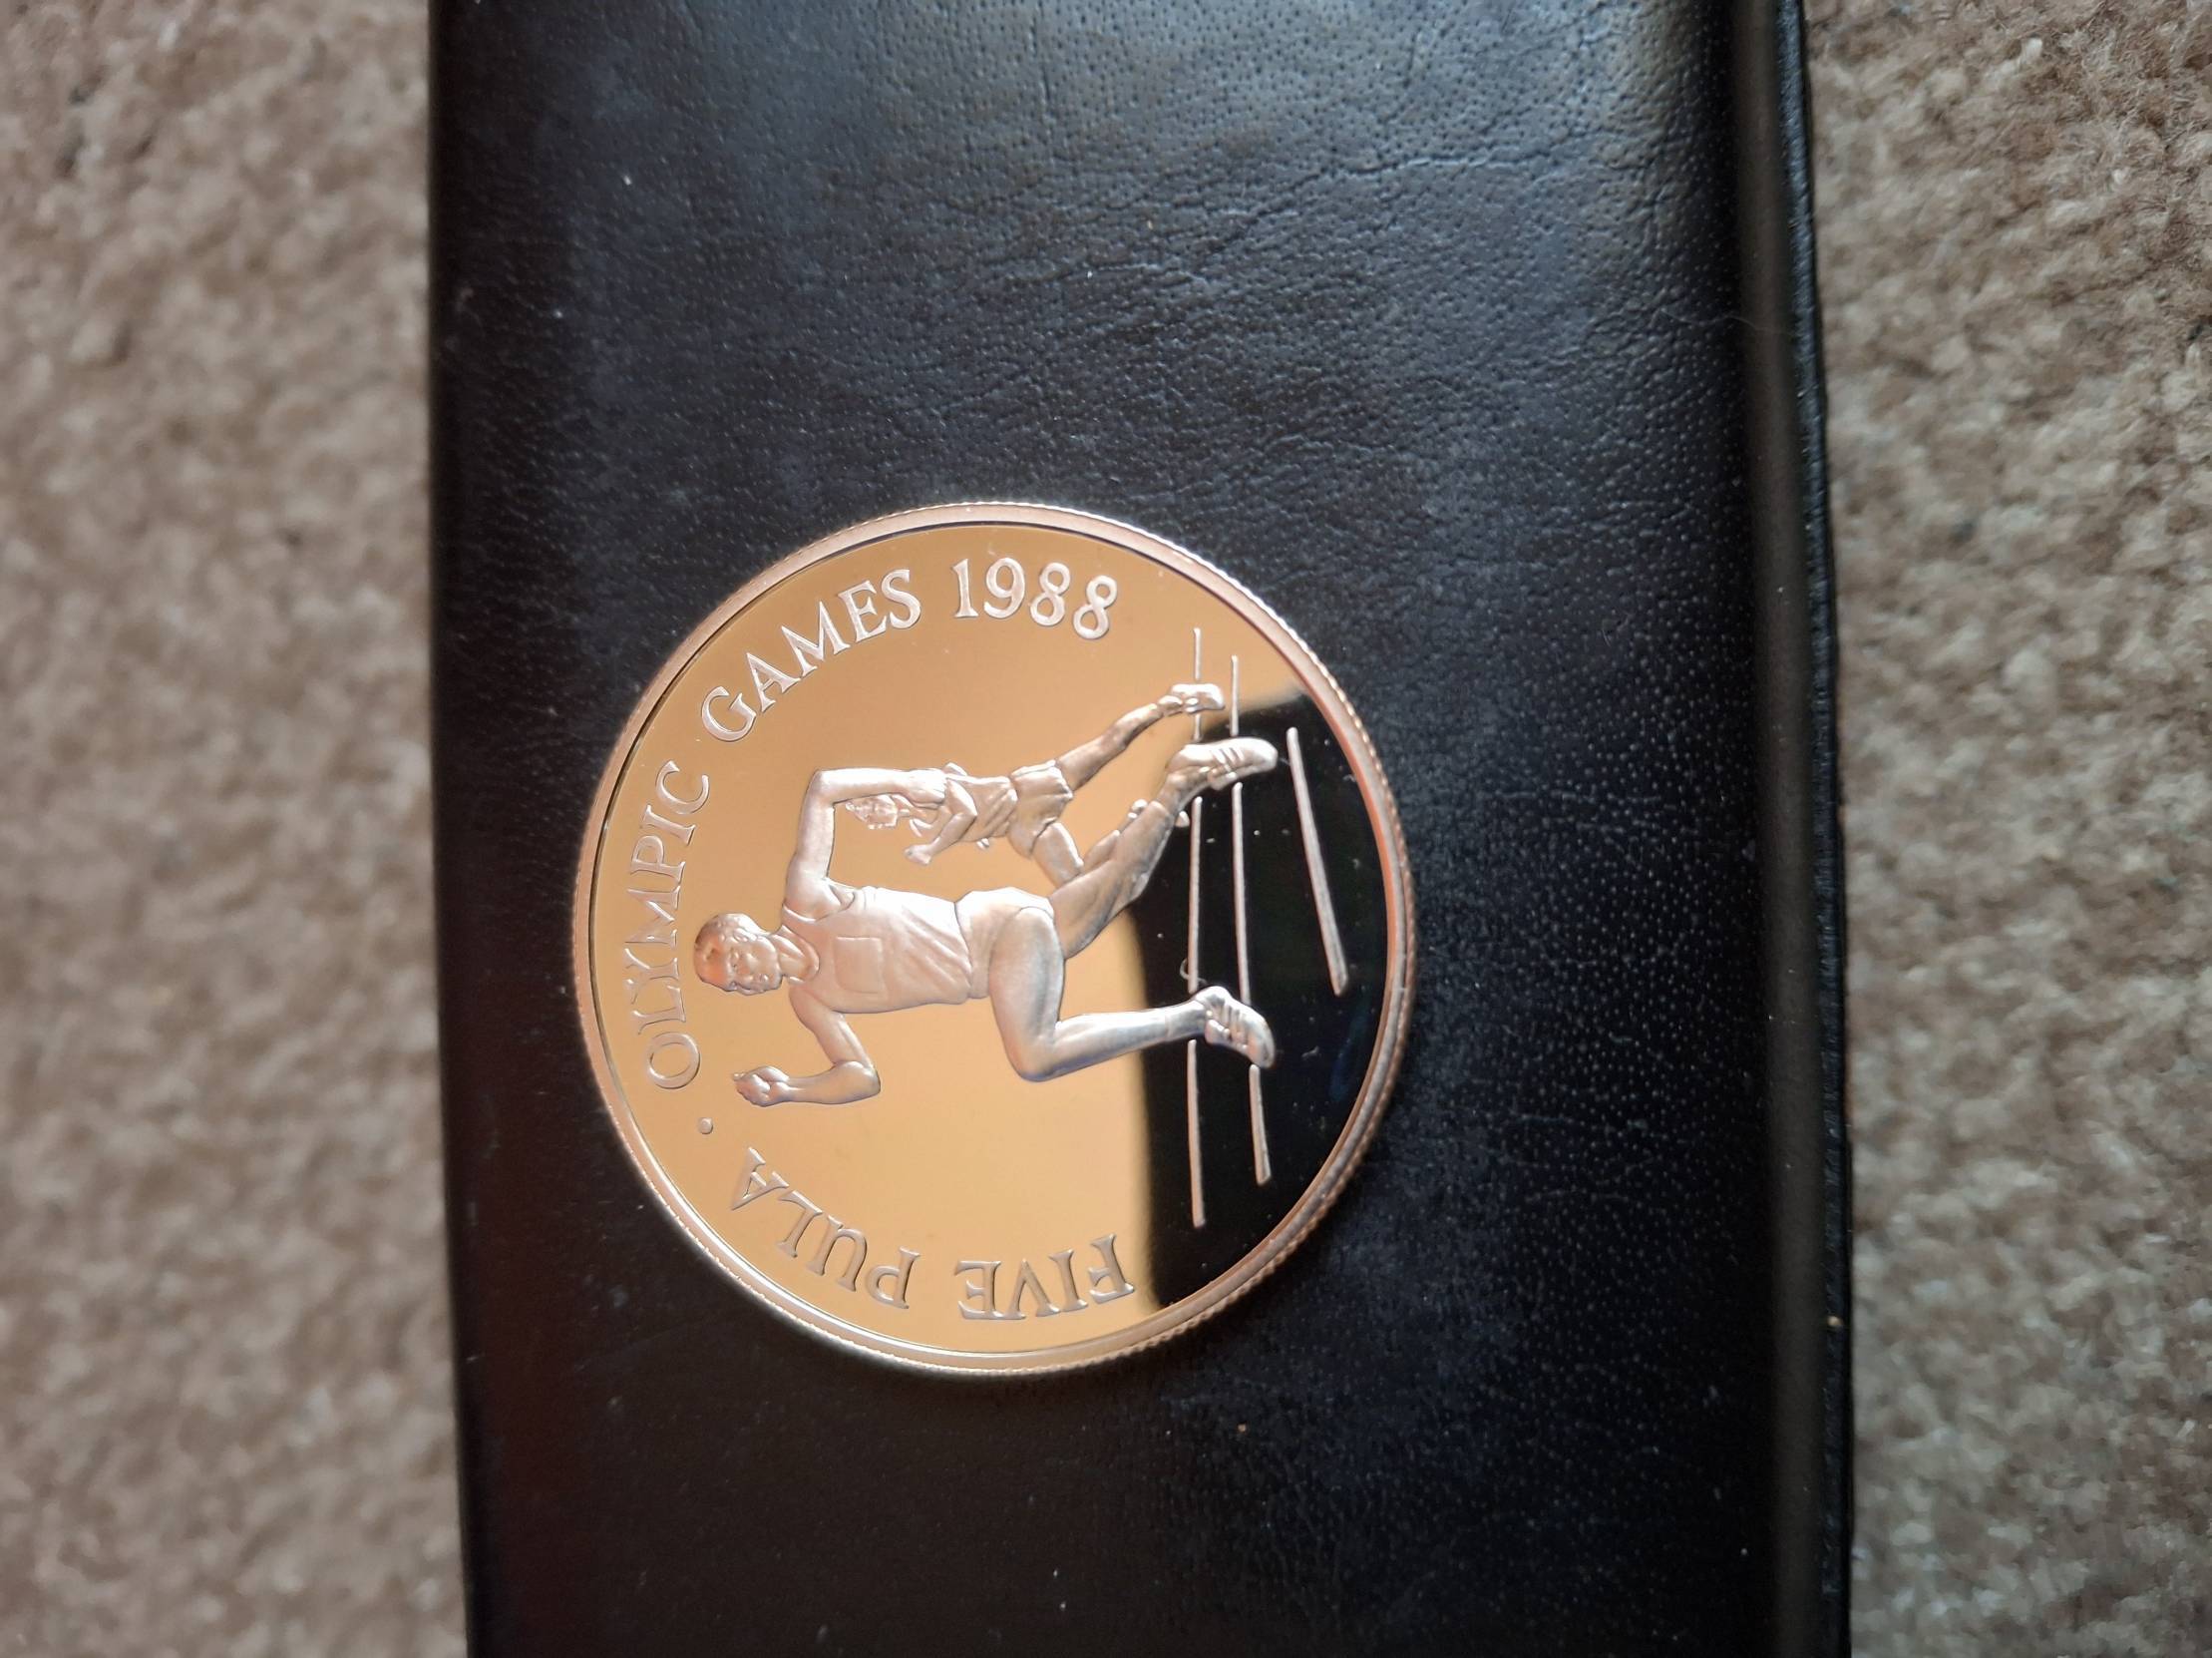 FIVE PULA · OLYMPIC GAMES 1988